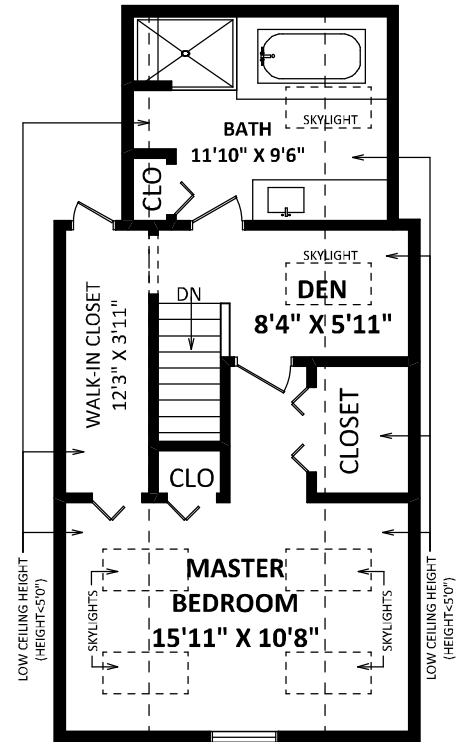 SKYLIGHT
BATH
11'10" X 9'6"
CLO
SKYLIGHT
DEN
8'4" X 5'11"
DN
WALK-IN CLOSET
12'3" X 3'11"
CLOSET
CLO
MASTER
BEDROOM
15'11" X 10'8"
SKYLIGHTS
SKYLIGHTS
LOW CEILING HEIGHT
(HEIGHT<5'0")
LOW CEILING HEIGHT
(HEIGHT<5'0")